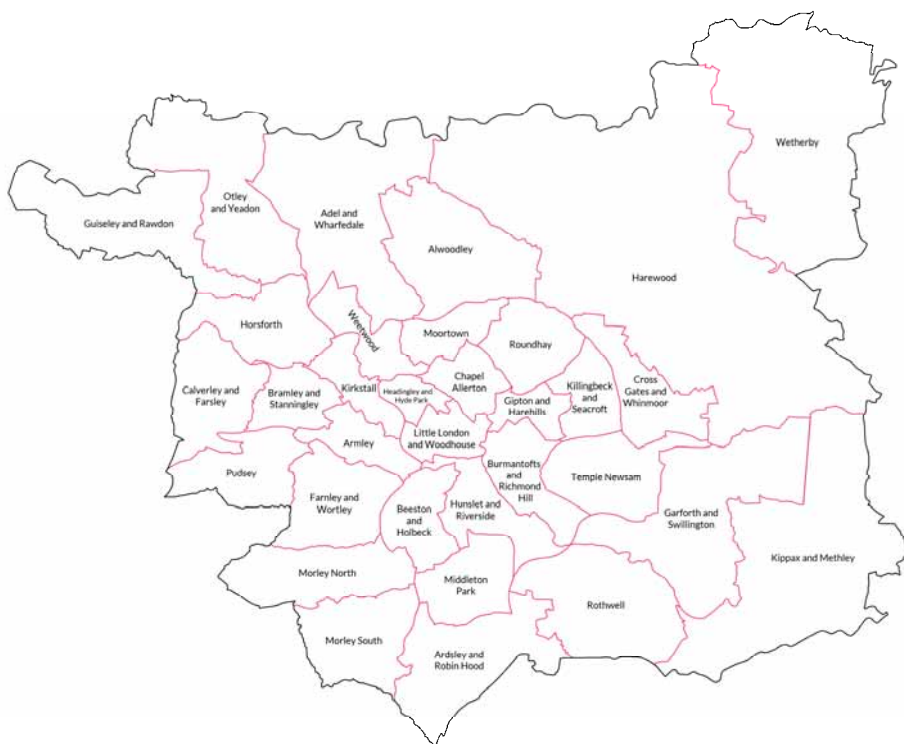 Wetherby
Otley
and Yeadon
Guiseley and Rawdon
Adel and
Wharfedale
Alwoodley
Harewood
Horsforth
Weetwood
Moortown
Roundhay
Calverley and
Farsley
Bramley and
Stanningley
Kirkstall
Headingley and
Hyde Park
Chapel
Allerton
Gipton and
Harehills
Killingbeck
and
Seacroft
Cross
Gates and
Whinmoor
Armley
Little London
and Woodhouse
Pudsey
Burmantofts
and
Richmond
Hill
Temple Newsam
Farnley and
Wortley
Beeston
and
Holbeck
Hunslet and
Riverside
Garforth and
Swillington
Kippax and Methley
Morley North
Middleton
Park
Rothwell
Morley South
Ardsley and
Robin Hood